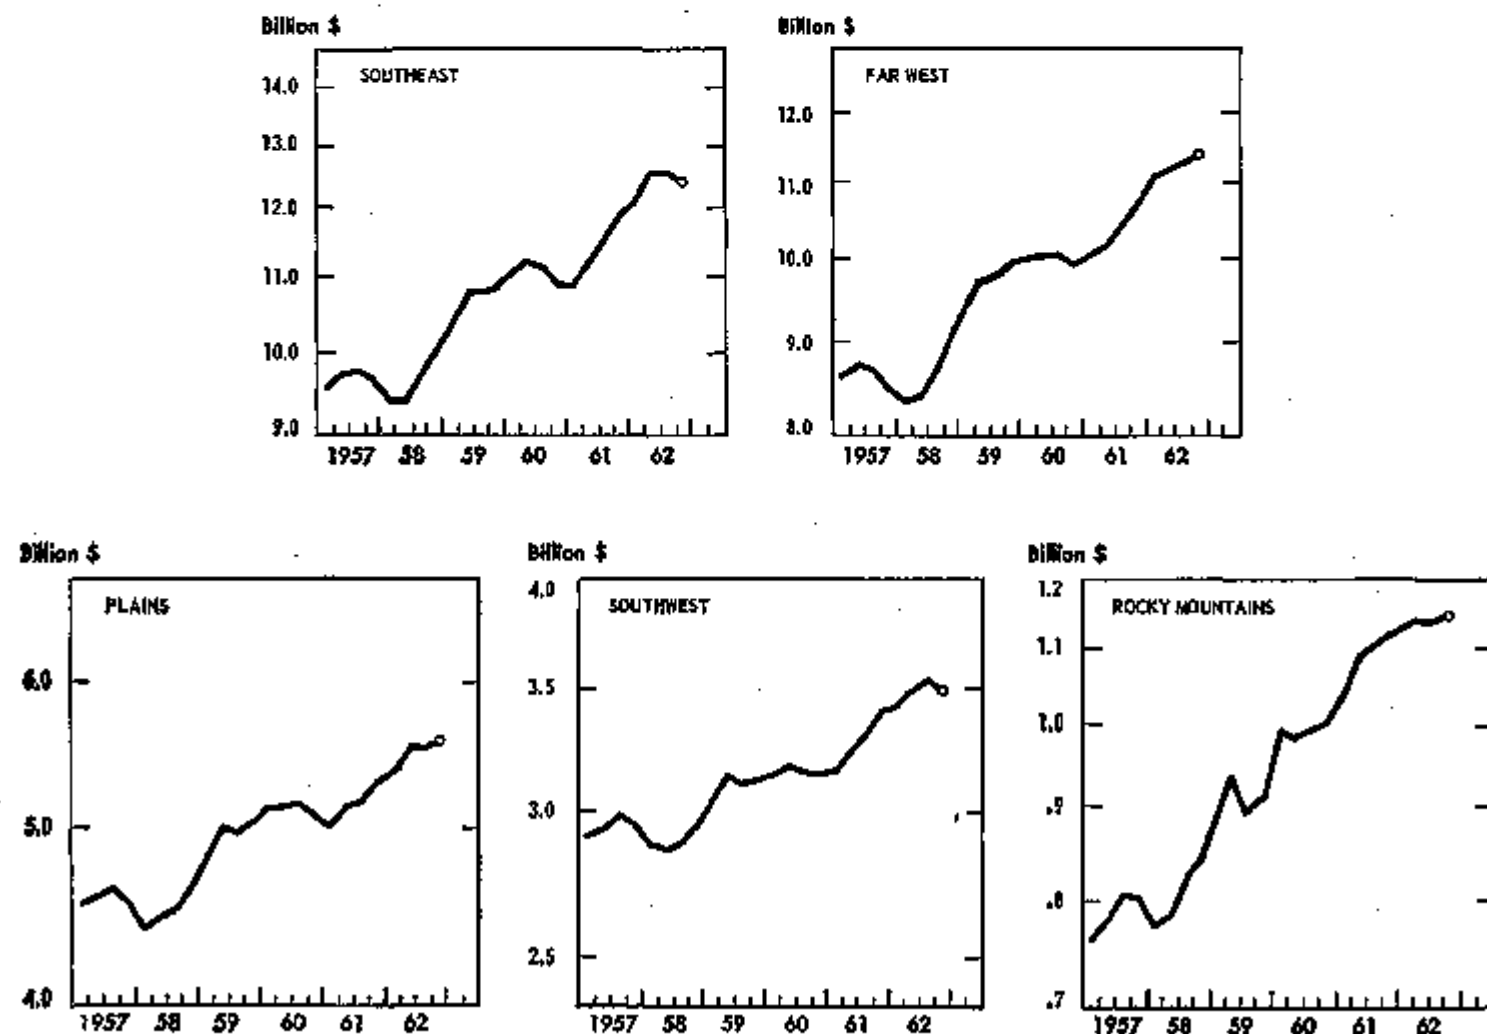 Billion $
SOUTHEAST
14.0
13.0
12.0
11.0
10.0
9.0
1957 58 59 60 61 62
Billion $
FAR WEST
12.0
11.0
10.0
9.0
8.0
1957 58 59 60 61 62
Billion $
PLAINS
6.0
5.0
4.0
1957 58 59 60 61 62
Billion $
SOUTHWEST
4.0
3.5
3.0
2.5
1957 58 59 60 61 62
Billion $
ROCKY MOUNTAINS
1.2
1.1
1.0
.9
.8
.7
1957 58 59 60 61 62